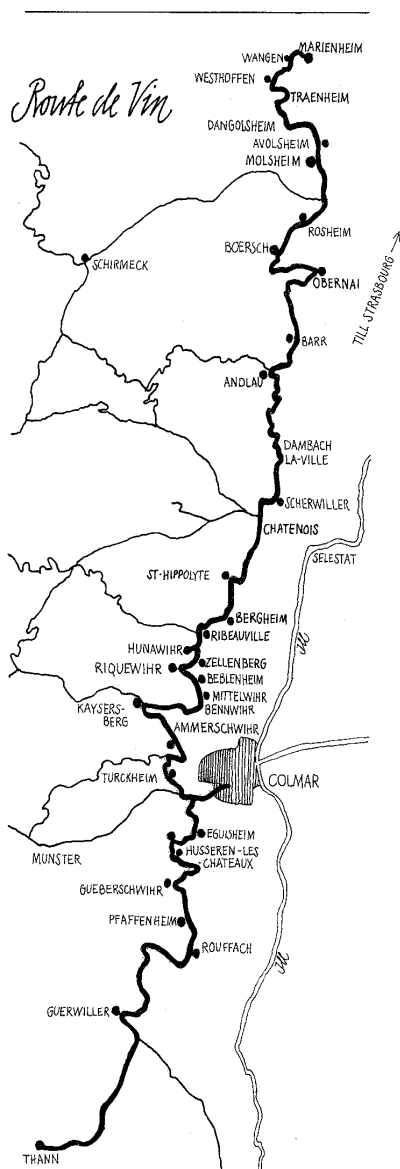 Route de Vin
MARIENHEIM
WANGEN
WESTHOFFEN
TRAENHEIM
DANGOLSHEIM
AVOLSHEIM
MOLSHEIM
ROSHEIM
BOERSCH
SCHIRMECK
OBERNAI
TILL STRASBOURG
BARR
ANDLAU
DAMBACH
LA-VILLE
SCHERWILLER
CHATENOIS
SELESTAT
ST-HIPPOLYTE
BERGHEIM
RIBEAUVILLE
Ill
HUNAWIHR
ZELLENBERG
RIQUEWIHR
BEBLENHEIM
MITTELWIHR
KAYSERS-
BERG
BENNWIHR
AMMERSCHWIHR
TURCKHEIM
COLMAR
EGUISHEIM
MUNSTER
HUSSEREN-LES
-CHATEAUX
GUEBERSCHWIHR
PFAFFENHEIM
ROUFFACH
Ill
GUERWILLER
THANN